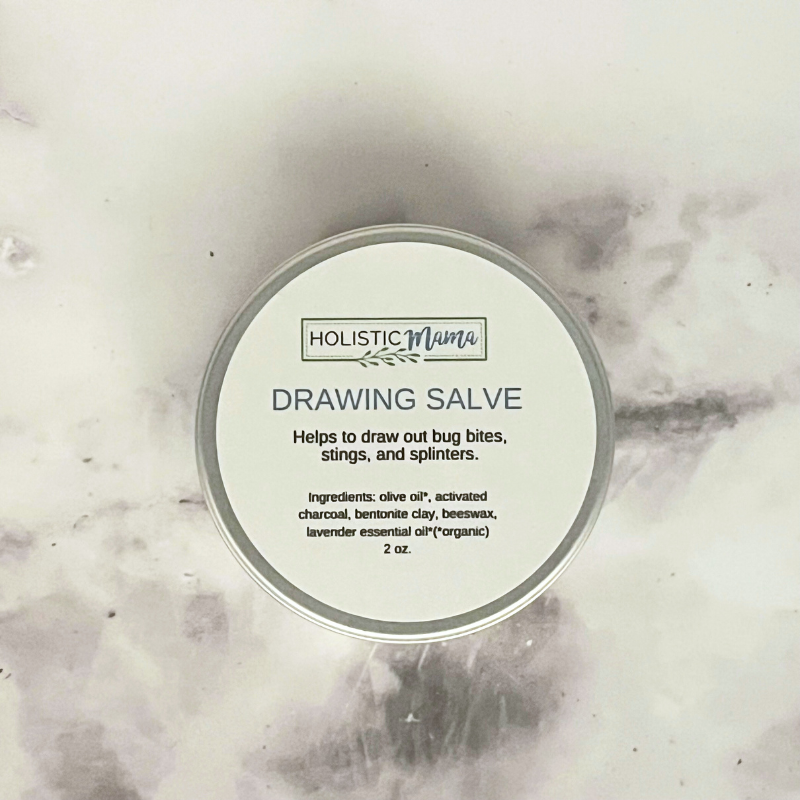 HOLISTIC Mama
DRAWING SALVE
Helps to draw out bug bites,
stings, and splinters.
Ingredients: olive oil*, activated
charcoal, bentonite clay, beeswax,
lavender essential oil*(*organic)
2 oz.